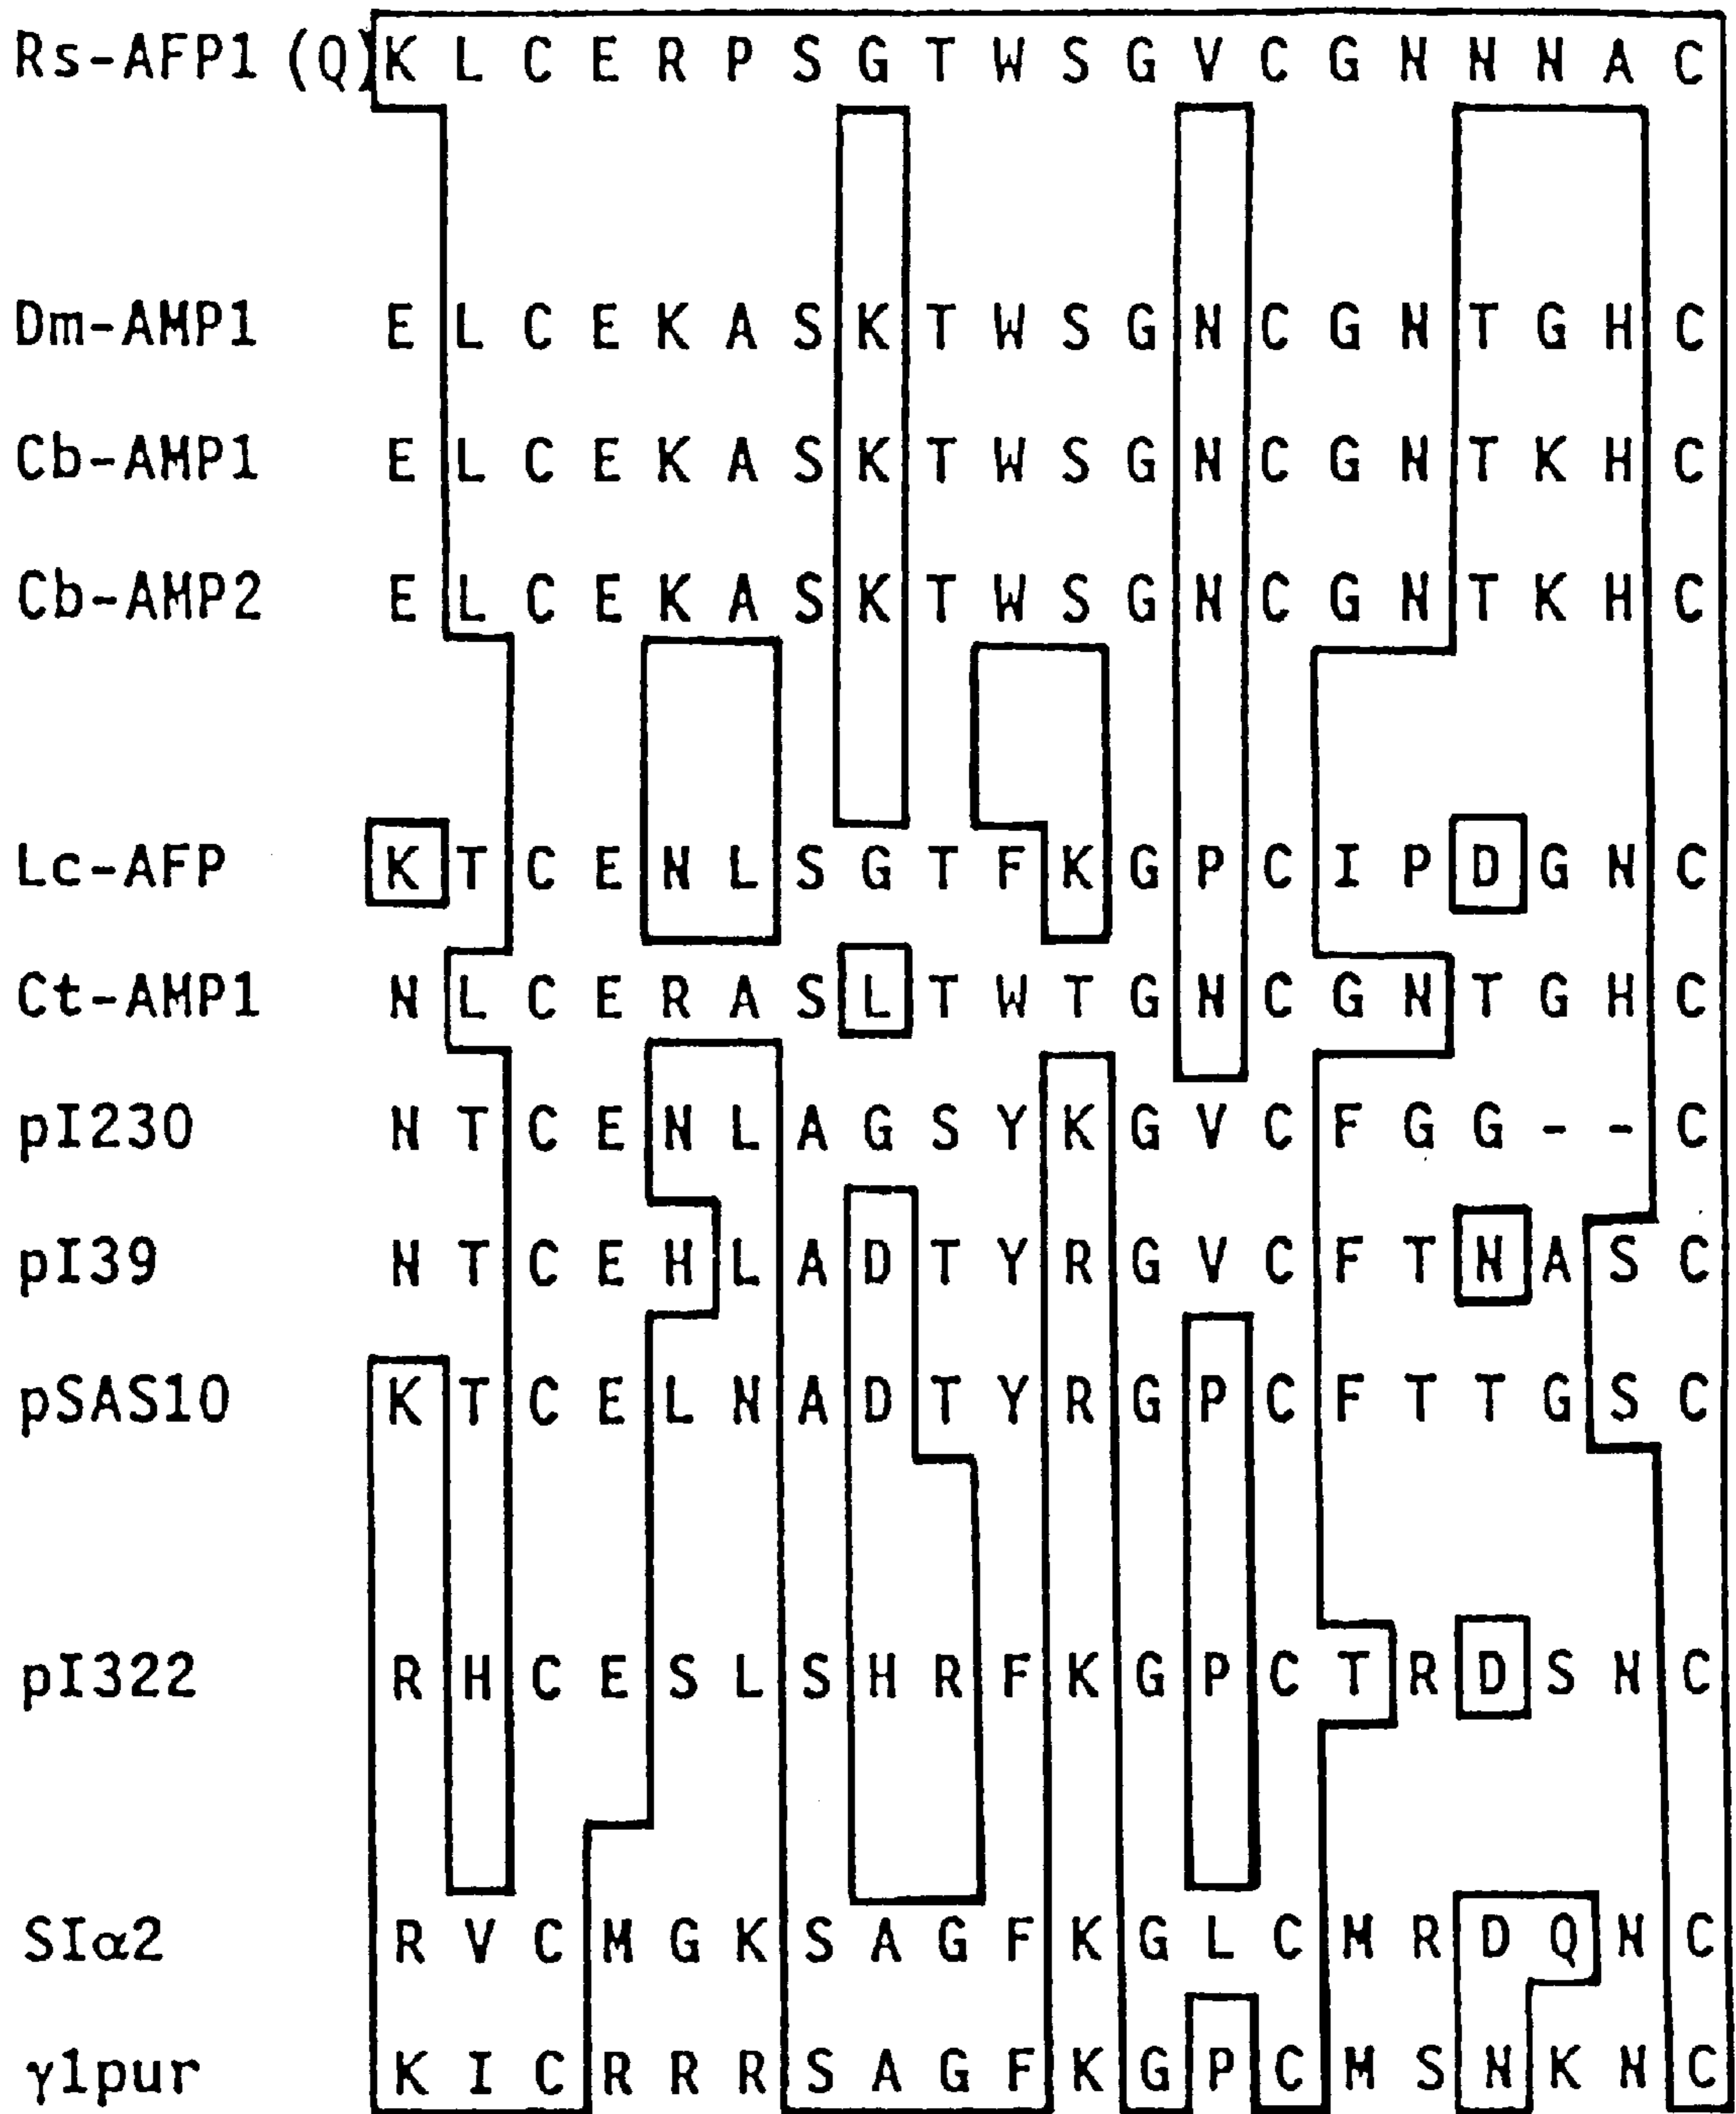 Rs-AFP1 (Q) K L C E R P S G T W S G V C G N N N A C
Dm-AMP1 E L C E K A S K T W S G N C G N T G H C
Cb-AMP1 E L C E K A S K T W S G N C G N T K H C
Cb-AMP2 E L C E K A S K T W S G N C G N T K H C
Lc-AFP K T C E N L S G T F K G P C I P D G N C
Ct-AMP1 N L C E R A S L T W T G N C G N T G H C
pI230 N T C E N L A G S Y K G V C F G G - - C
pI39 N T C E H L A D T Y R G V C F T N A S C
pSAS10 K T C E L N A D T Y R G P C F T T G S C
pI322 R H C E S L S H R F K G P C T R D S N C
SIα2 R V C M G K S A G F K G L C M R D Q N C
γ1pur K I C R R R S A G F K G P C M S N K N C